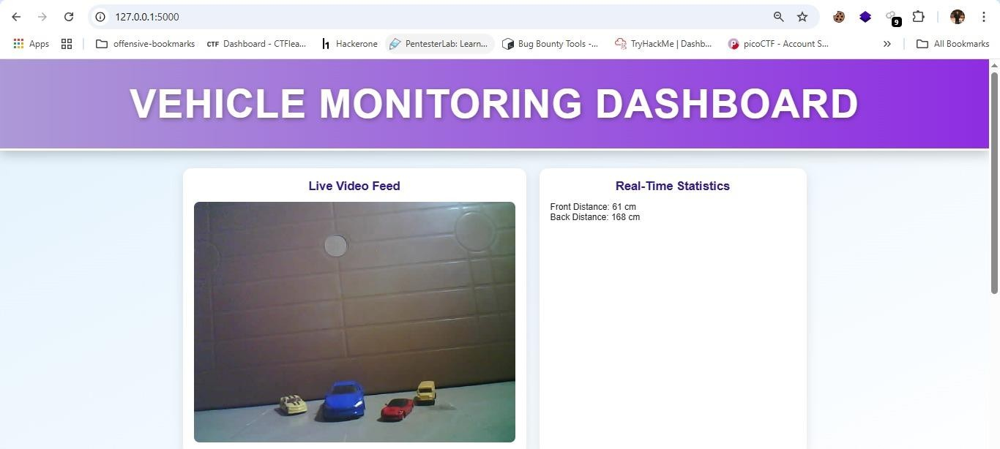 127.0.0.1:5000
9
Apps
offensive-bookmarks
CTF Dashboard - CTFlea...
Hackerone
PentesterLab: Learn...
Bug Bounty Tools -...
TryHackMe | Dashb...
picoCTF - Account S...
»
All Bookmarks
VEHICLE MONITORING DASHBOARD
Live Video Feed
Real-Time Statistics
Front Distance: 61 cm
Back Distance: 168 cm